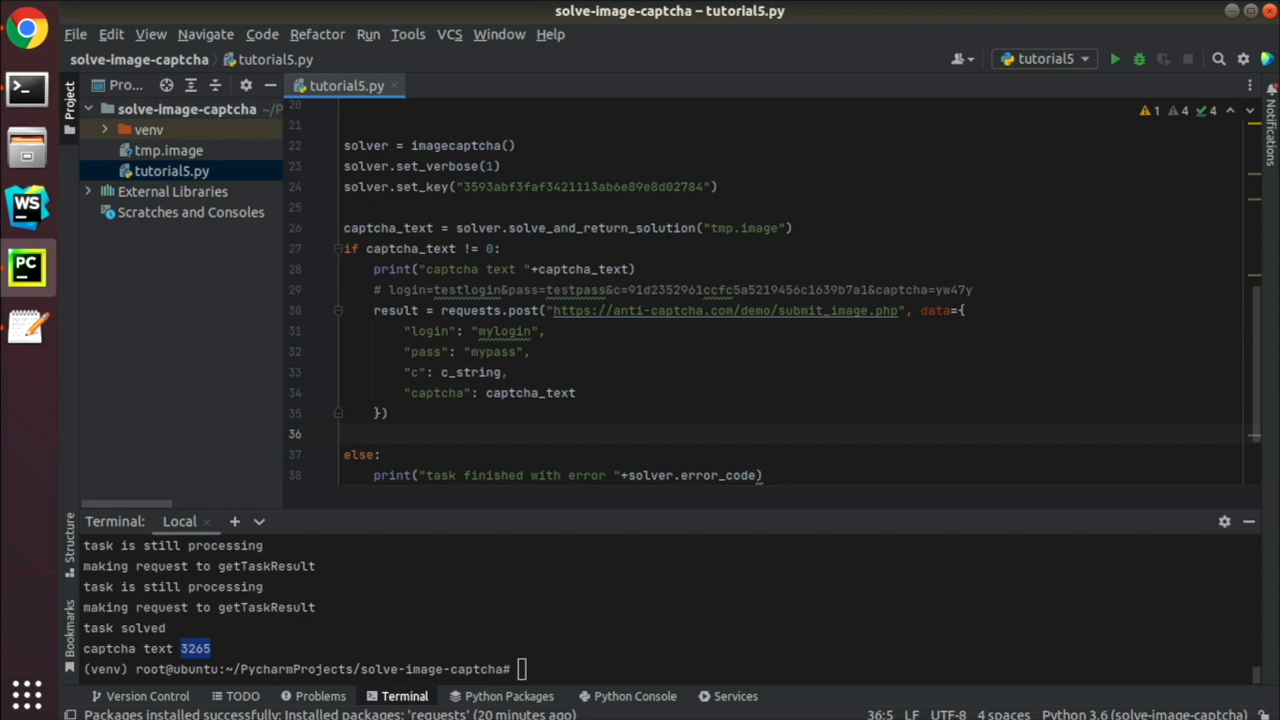 solve-image-captcha – tutorial5.py
File Edit View Navigate Code Refactor Run Tools VCS Window Help
solve-image-captcha tutorial5.py tutorial5
Project Pro... tutorial5.py
solve-image-captcha ~/P
venv
tmp.image
tutorial5.py
External Libraries
Scratches and Consoles
1 4 4
Notifications
20
21
22 solver = imagecaptcha()
23 solver.set_verbose(1)
24 solver.set_key("3593abf3faf3421113ab6e89e8d02784")
25
26 captcha_text = solver.solve_and_return_solution("tmp.image")
27 if captcha_text != 0:
28 print("captcha text "+captcha_text)
29 # login=testlogin&pass=testpass&c=91d2352961ccfc5a5219456c1639b7a1&captcha=yw47y
30 result = requests.post("https://anti-captcha.com/demo/submit_image.php", data={
31 "login": "mylogin",
32 "pass": "mypass",
33 "c": c_string,
34 "captcha": captcha_text
35 })
36
37 else:
38 print("task finished with error "+solver.error_code)
WS
PC
Structure
Bookmarks
Terminal: Local
task is still processing
making request to getTaskResult
task is still processing
making request to getTaskResult
task solved
captcha text 3265
(venv) root@ubuntu:~/PycharmProjects/solve-image-captcha#
Version Control TODO Problems Terminal Python Packages Python Console Services
Packages installed successfully: Installed packages: 'requests' (20 minutes ago) 36:5 LF UTF-8 4 spaces Python 3.6 (solve-image-captcha)